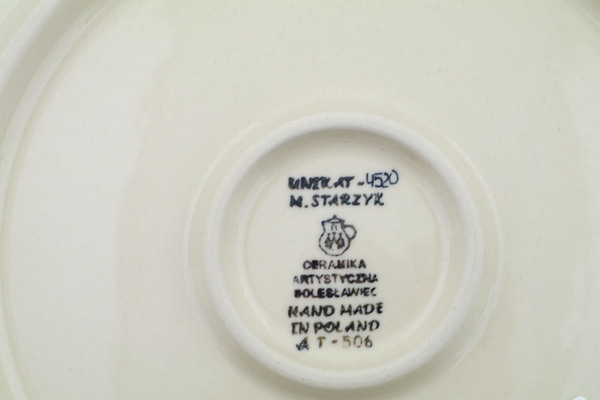 UNIKAT-4520
M. STARZYK
CERAMIKA
ARTYSTYCZNA
BOLESŁAWIEC
HAND MADE
IN POLAND
A T-506